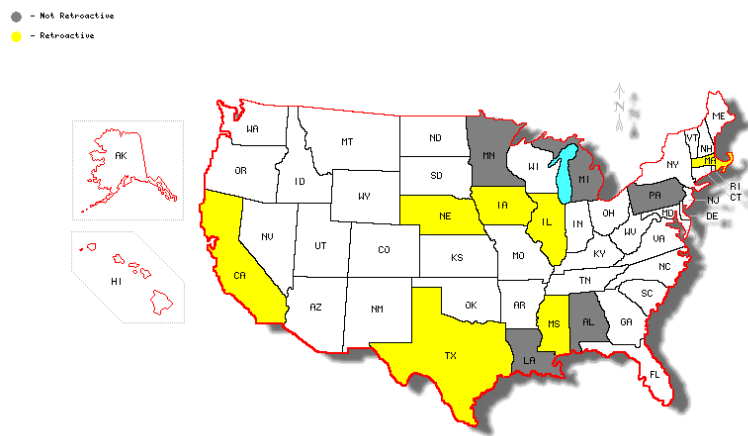 - Not Retroactive
- Retroactive
N
N
ME
WA
VT
NH
ND
MT
MN
MA
AK
OR
WI
NY
ID
SD
MI
RI
WY
PA
CT
NJ
IA
NE
OH
MD
DE
IL
IN
NV
WV
VA
UT
CO
CA
KS
MO
KY
HI
NC
TN
SC
AZ
NM
OK
AR
MS
AL
GA
TX
LA
FL